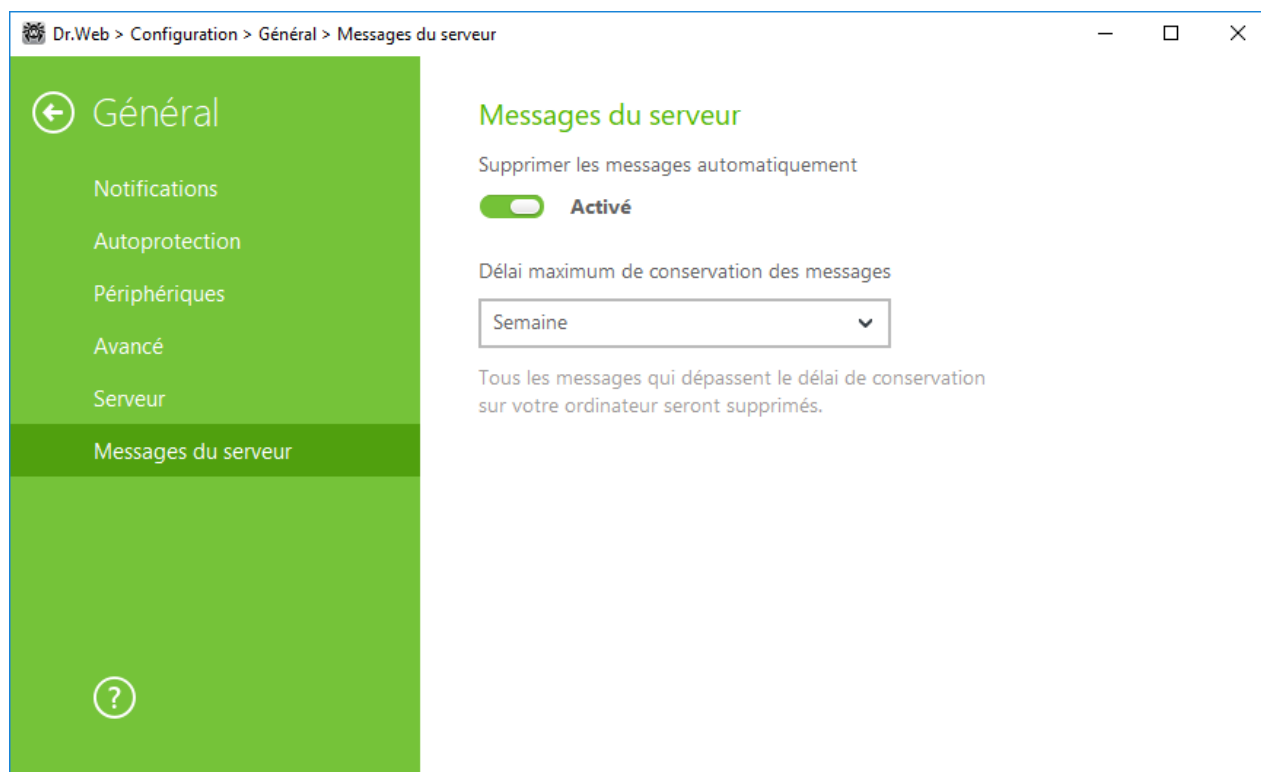 Dr.Web > Configuration > Général > Messages du serveur
Général
Notifications
Autoprotection
Périphériques
Avancé
Serveur
Messages du serveur
?
Messages du serveur
Supprimer les messages automatiquement
Activé
Délai maximum de conservation des messages
Semaine
Tous les messages qui dépassent le délai de conservation
sur votre ordinateur seront supprimés.